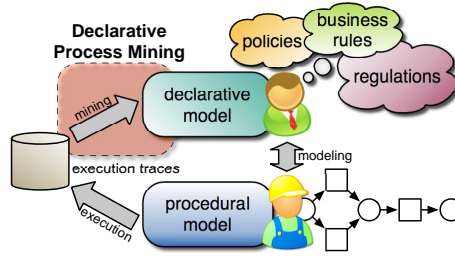 Declarative
Process Mining
policies
business
rules
regulations
mining
declarative
model
execution traces
modeling
execution
procedural
model